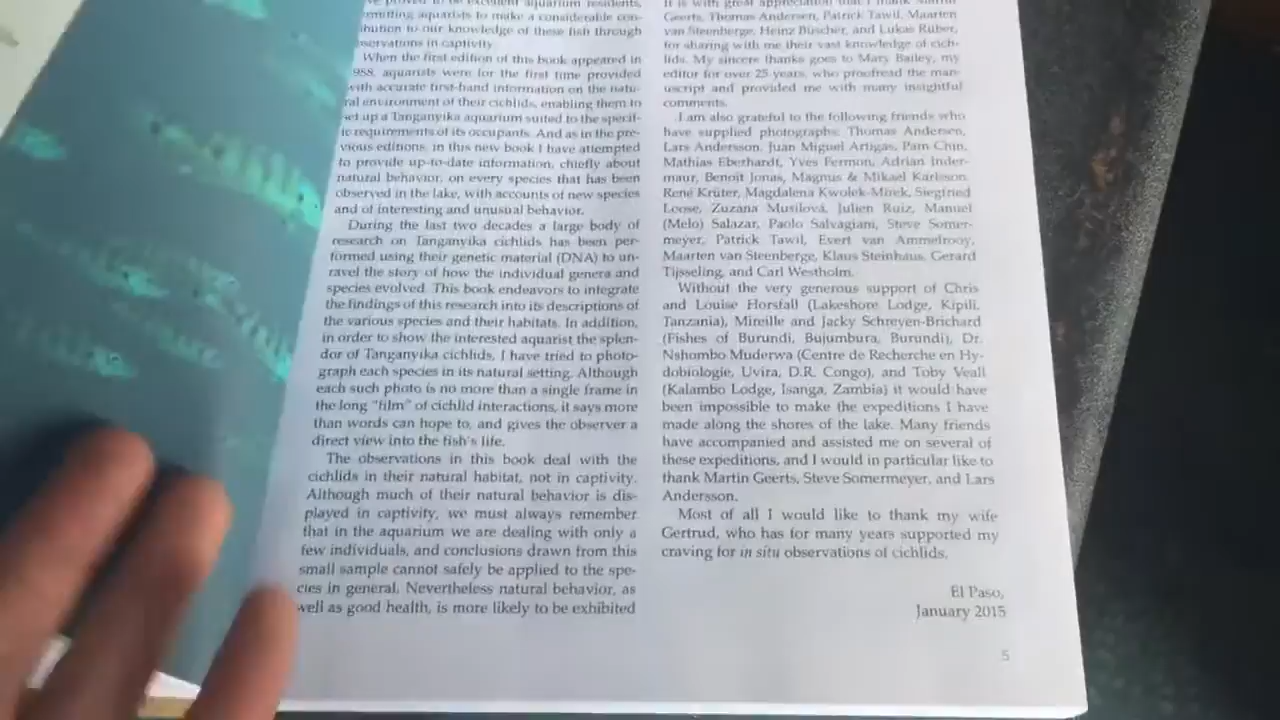 ve proved to be excellent aquarium residents,
permitting aquarists to make a considerable con-
tribution to our knowledge of these fish through
observations in captivity.
When the first edition of this book appeared in
1988, aquarists were for the first time provided
with accurate first-hand information on the natu-
ral environment of their cichlids, enabling them to
set up a Tanganyika aquarium suited to the specif-
ic requirements of its occupants. And as in the pre-
vious editions, in this new book I have attempted
to provide up-to-date information, chiefly about
natural behavior, on every species that has been
observed in the lake, with accounts of new species
and of interesting and unusual behavior.
During the last two decades a large body of
research on Tanganyika cichlids has been per-
formed using their genetic material (DNA) to un-
ravel the story of how the individual genera and
species evolved. This book endeavors to integrate
the findings of this research into its descriptions of
the various species and their habitats. In addition,
in order to show the interested aquarist the splen-
dor of Tanganyika cichlids, I have tried to photo-
graph each species in its natural setting. Although
each such photo is no more than a single frame in
the long "film" of cichlid interactions, it says more
than words can hope to, and gives the observer a
direct view into the fish's life.
The observations in this book deal with the
cichlids in their natural habitat, not in captivity.
Although much of their natural behavior is dis-
played in captivity, we must always remember
that in the aquarium we are dealing with only a
few individuals, and conclusions drawn from this
small sample cannot safely be applied to the spe-
cies in general. Nevertheless natural behavior, as
well as good health, is more likely to be exhibited
It is with great appreciation that I thank Martin
Geerts, Thomas Andersen, Patrick Tawil, Maarten
van Steenberge, Heinz Büscher, and Lukas Rüber,
for sharing with me their vast knowledge of cich-
lids. My sincere thanks goes to Mary Bailey, my
editor for over 25 years, who proofread the man-
uscript and provided me with many insightful
comments.
I am also grateful to the following friends who
have supplied photographs: Thomas Andersen,
Lars Andersson, Juan Miguel Artigas, Pam Chin,
Mathias Eberhardt, Yves Fermon, Adrian Inder-
maur, Benoît Jonas, Magnus & Mikael Karlsson,
René Krüter, Magdalena Kwolek-Mirek, Siegfried
Loose, Zuzana Musilová, Julien Ruiz, Manuel
(Melo) Salazar, Paolo Salvagiani, Steve Somer-
meyer, Patrick Tawil, Evert van Ammelrooy,
Maarten van Steenberge, Klaus Steinhaus, Gerard
Tijsseling, and Carl Westholm.
Without the very generous support of Chris
and Louise Horsfall (Lakeshore Lodge, Kipili,
Tanzania), Mireille and Jacky Schreyen-Brichard
(Fishes of Burundi, Bujumbura, Burundi), Dr.
Nshombo Muderwa (Centre de Recherche en Hy-
dobiologie, Uvira, D.R. Congo), and Toby Veall
(Kalambo Lodge, Isanga, Zambia) it would have
been impossible to make the expeditions I have
made along the shores of the lake. Many friends
have accompanied and assisted me on several of
these expeditions, and I would in particular like to
thank Martin Geerts, Steve Somermeyer, and Lars
Andersson.
Most of all I would like to thank my wife
Gertrud, who has for many years supported my
craving for in situ observations of cichlids.
El Paso,
January 2015
5